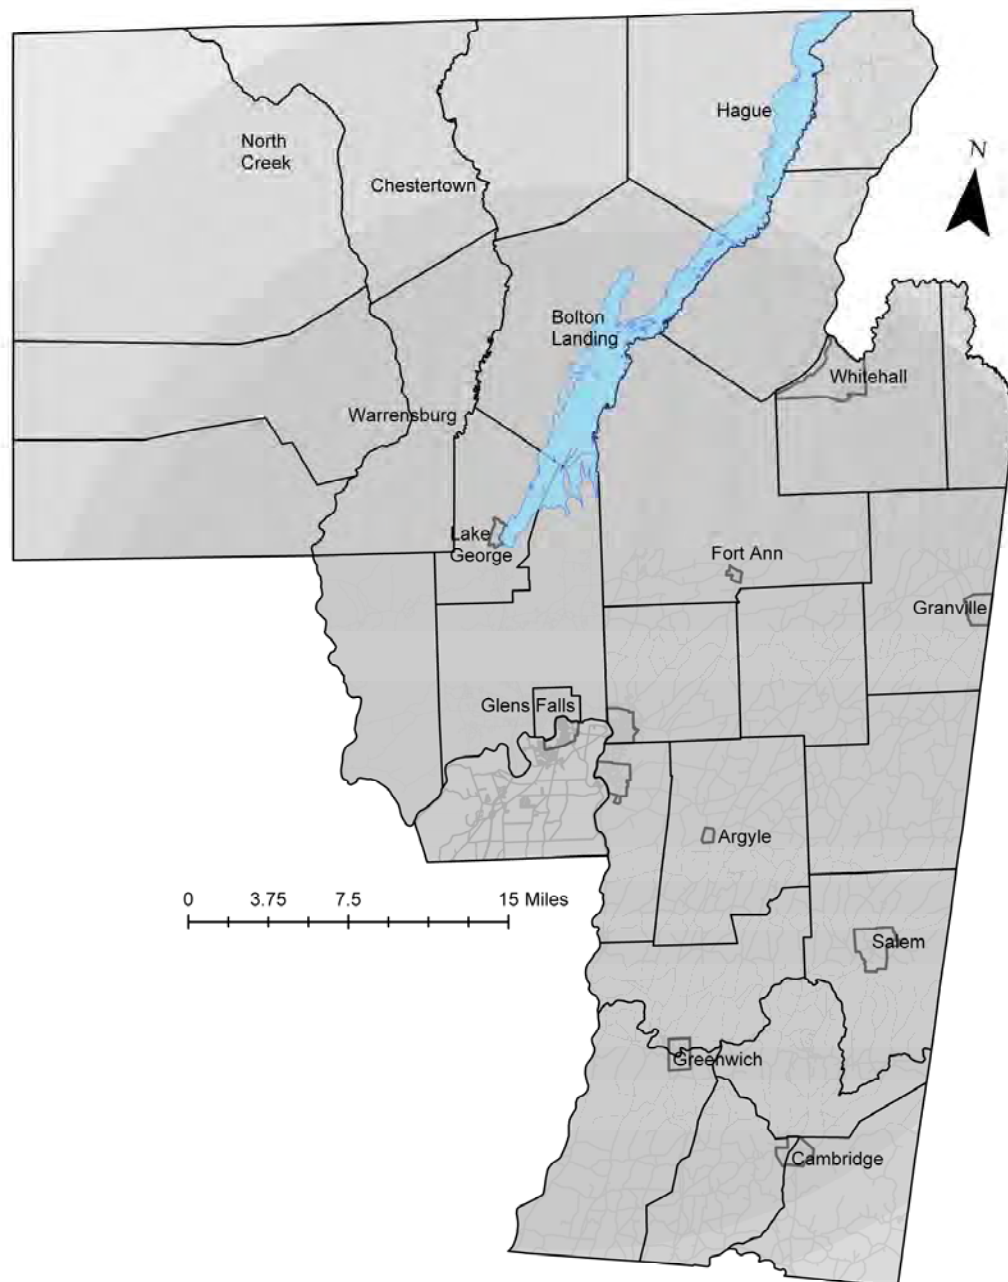 Hague
North
Creek
N
Chestertown
Bolton
Landing
Whitehall
Warrensburg
Lake
George
Fort Ann
Granville
Glens Falls
Argyle
0 3.75 7.5 15 Miles
Salem
Greenwich
Cambridge